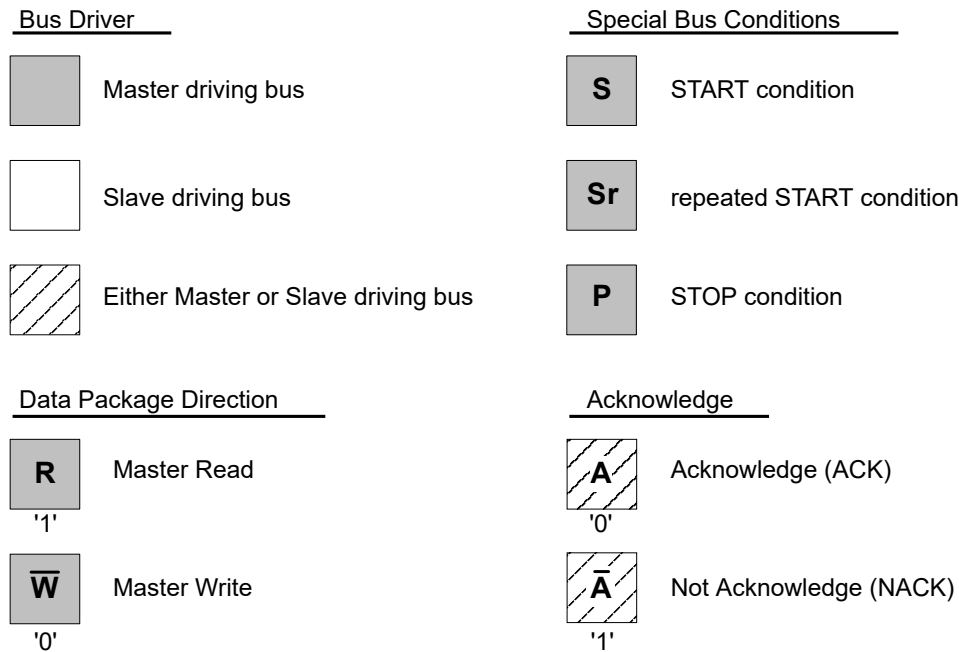 Bus Driver
Master driving bus
Slave driving bus
Either Master or Slave driving bus
Special Bus Conditions
S START condition
Sr repeated START condition
P STOP condition
Data Package Direction
R Master Read
'1'
W̅ Master Write
'0'
Acknowledge
A Acknowledge (ACK)
'0'
A̅ Not Acknowledge (NACK)
'1'